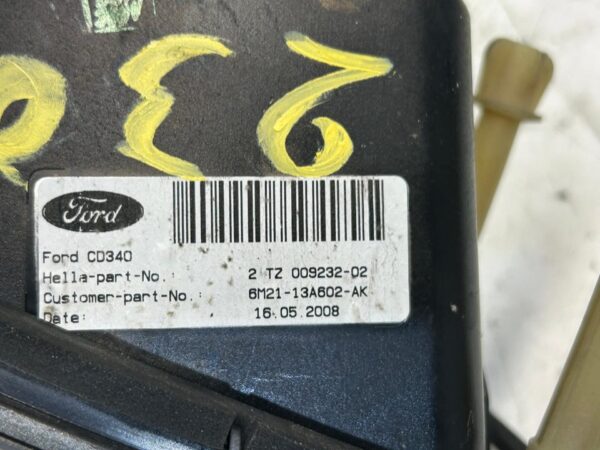 Ford
Ford CD340
Hella-part-No.: 2 TZ 009232-02
Customer-part-No.: 6M21-13A602-AK
Date: 16.05.2008